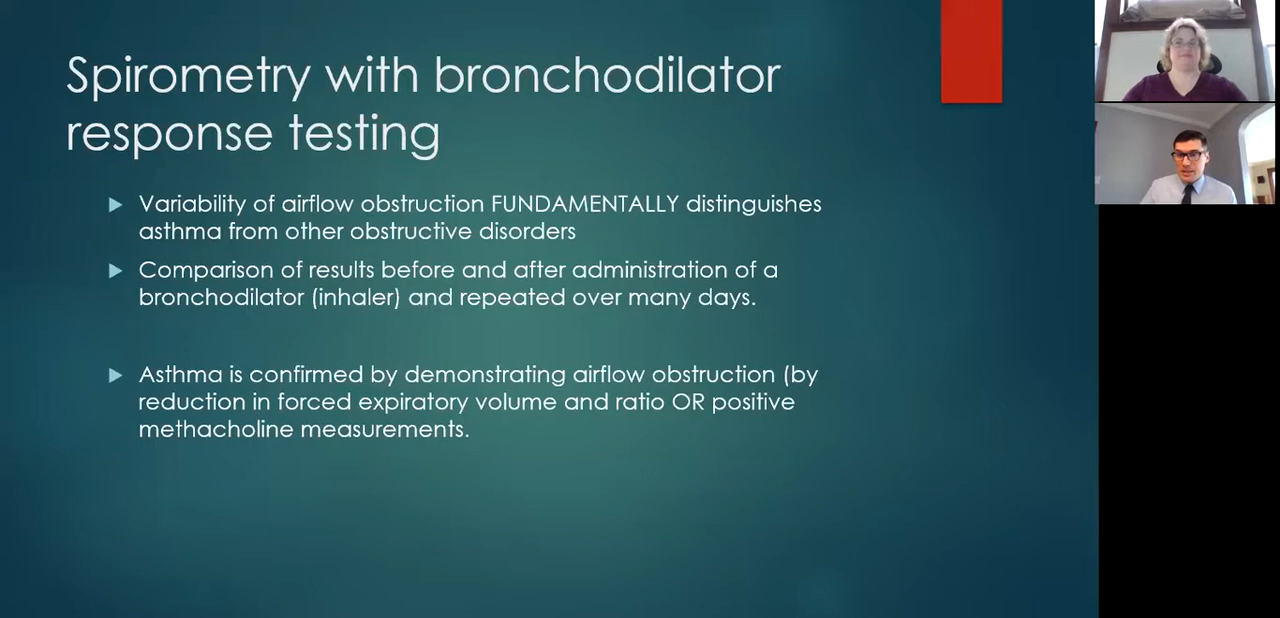 Spirometry with bronchodilator
response testing
Variability of airflow obstruction FUNDAMENTALLY distinguishes
asthma from other obstructive disorders
Comparison of results before and after administration of a
bronchodilator (inhaler) and repeated over many days.
Asthma is confirmed by demonstrating airflow obstruction (by
reduction in forced expiratory volume and ratio OR positive
methacholine measurements.